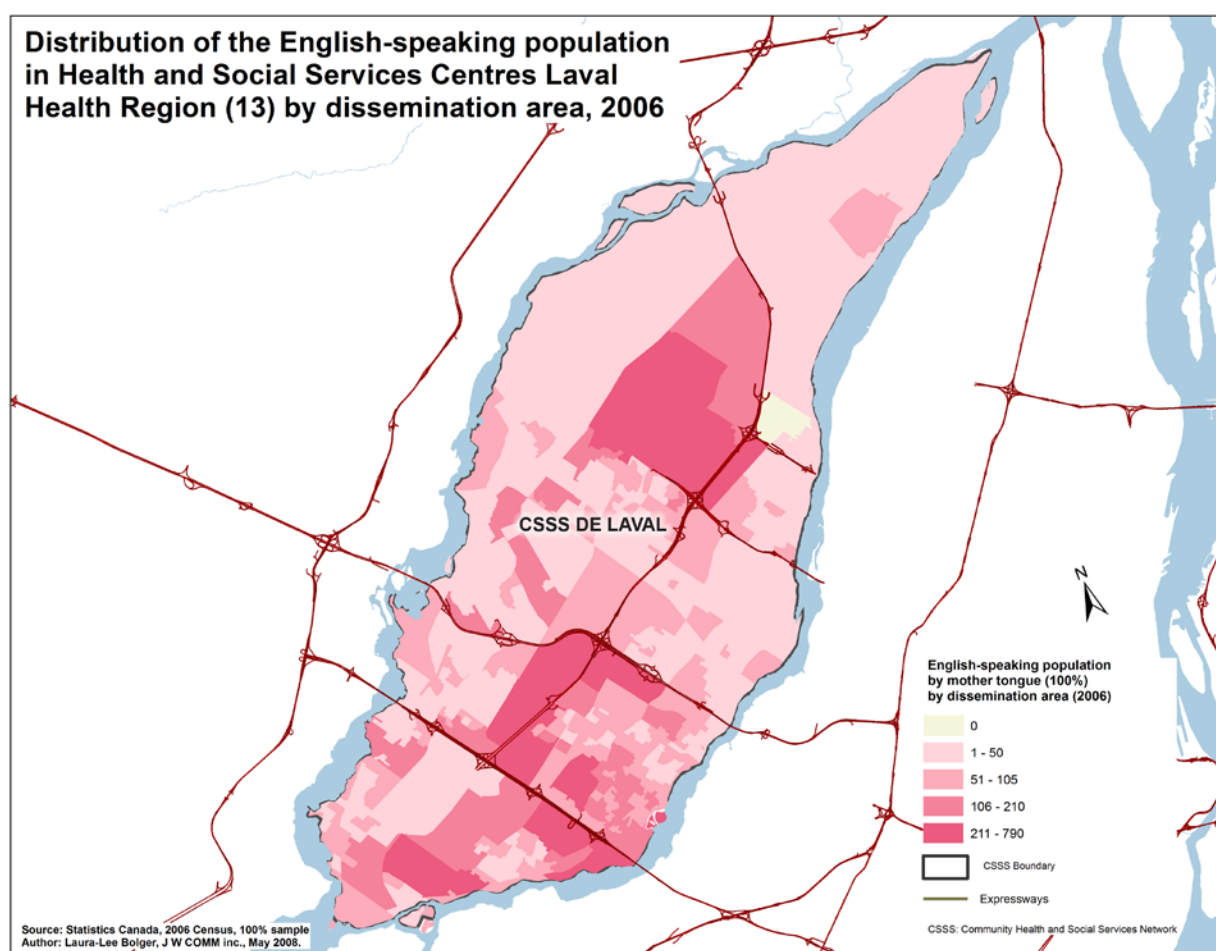 Distribution of the English-speaking population
in Health and Social Services Centres Laval
Health Region (13) by dissemination area, 2006
CSSS DE LAVAL
N
English-speaking population
by mother tongue (100%)
by dissemination area (2006)
0
1 - 50
51 - 105
106 - 210
211 - 790
CSSS Boundary
Expressways
CSSS: Community Health and Social Services Network
Source: Statistics Canada, 2006 Census, 100% sample
Author: Laura-Lee Bolger, J W COMM inc., May 2008.